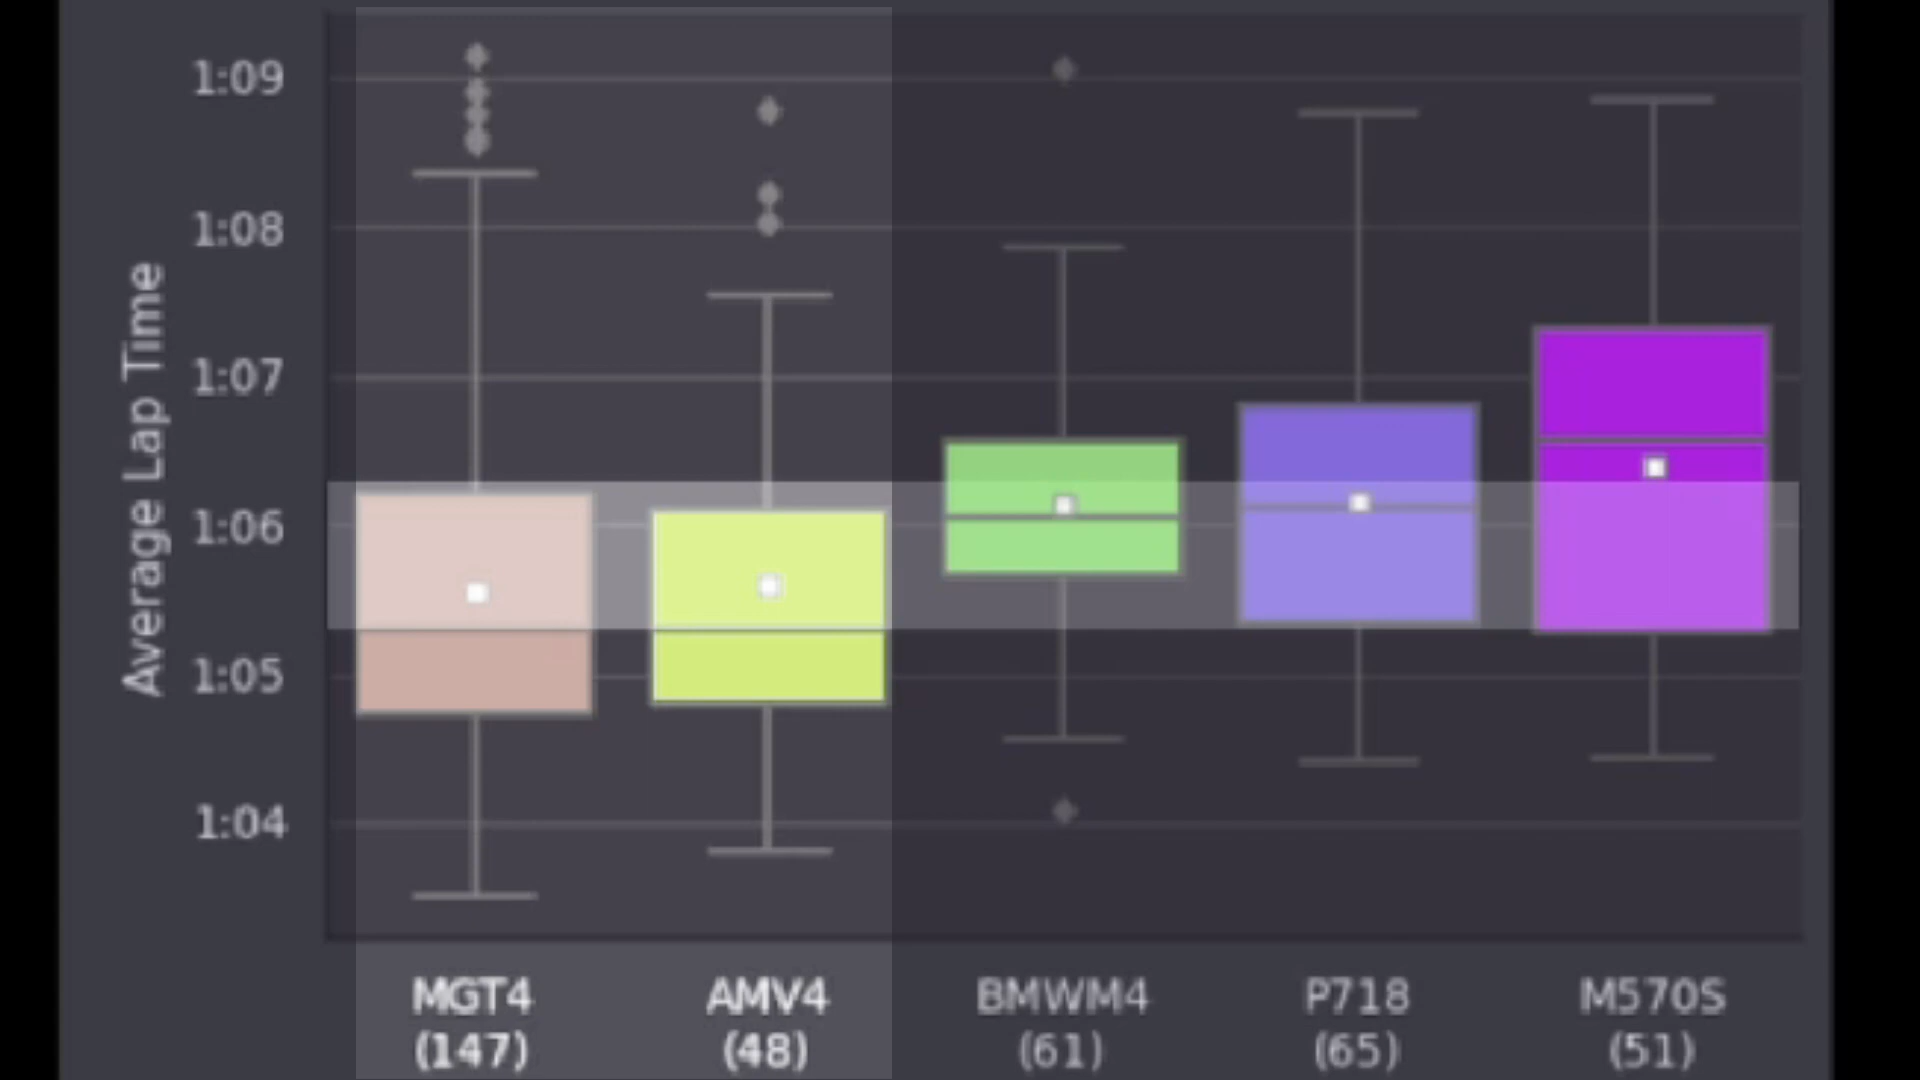 1:09
1:08
1:07
1:06
1:05
1:04
Average Lap Time
MGT4
(147)
AMV4
(48)
BMWM4
(61)
P718
(65)
M570S
(51)